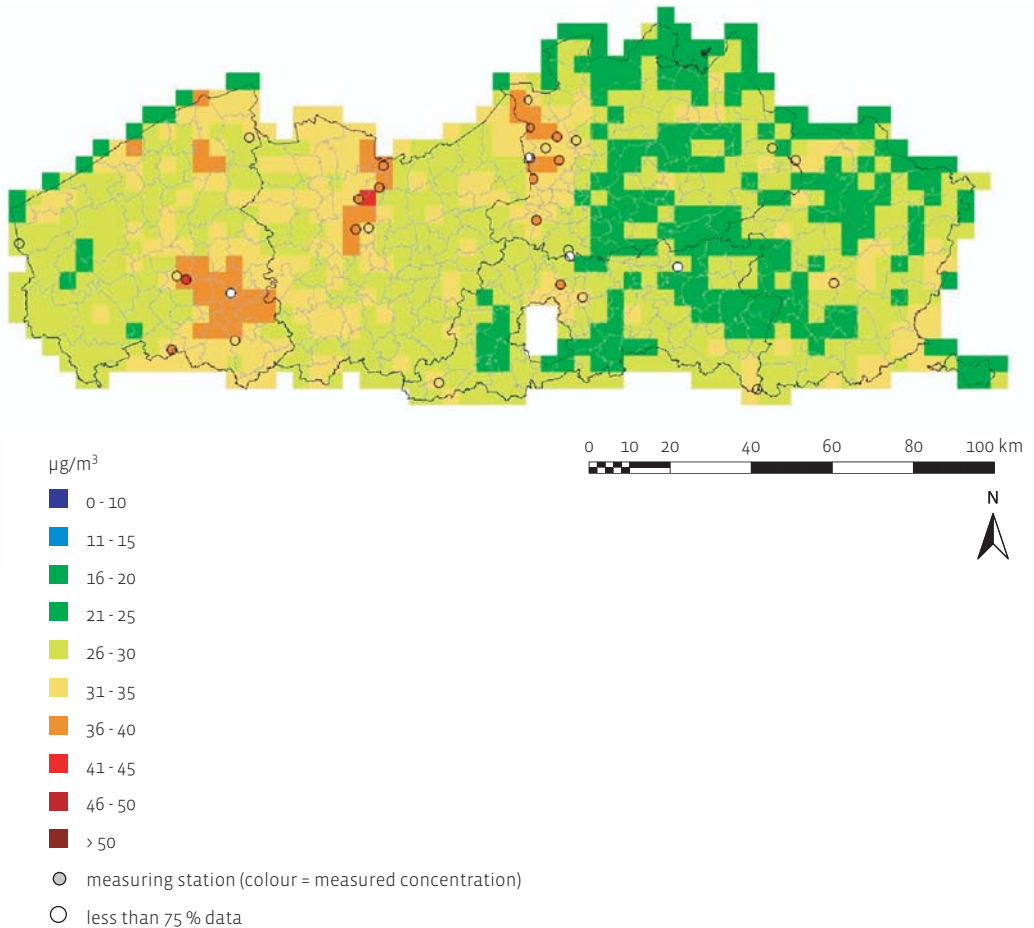 0 10 20 40 60 80 100 km
N
µg/m³
0 - 10
11 - 15
16 - 20
21 - 25
26 - 30
31 - 35
36 - 40
41 - 45
46 - 50
› 50
measuring station (colour = measured concentration)
less than 75 % data